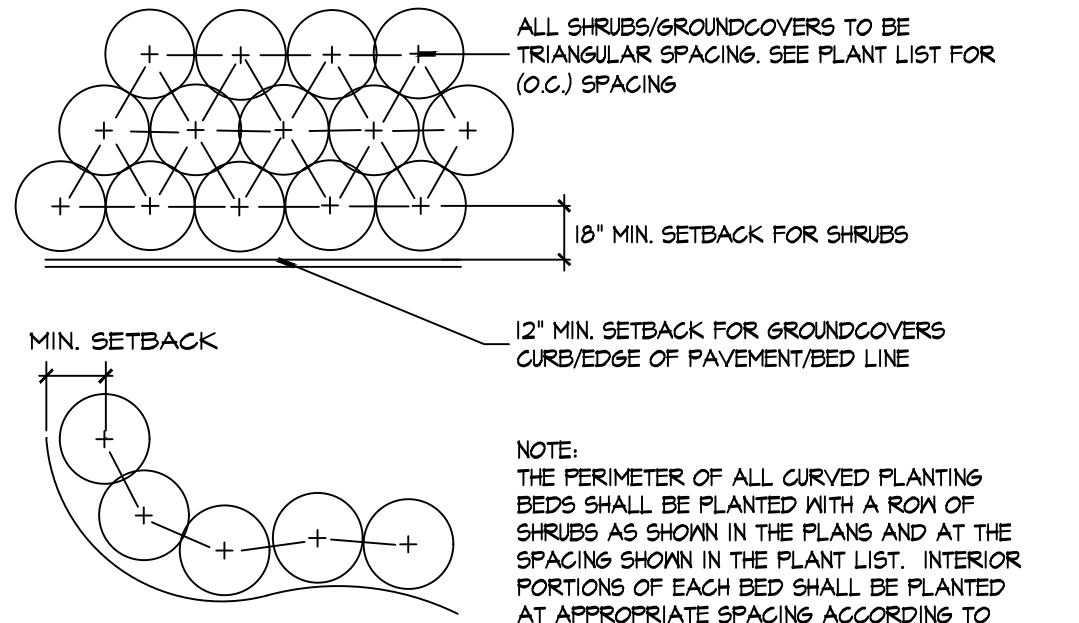 ALL SHRUBS/GROUNDCOVERS TO BE
TRIANGULAR SPACING. SEE PLANT LIST FOR
(O.C.) SPACING
18" MIN. SETBACK FOR SHRUBS
12" MIN. SETBACK FOR GROUNDCOVERS
CURB/EDGE OF PAVEMENT/BED LINE
MIN. SETBACK
NOTE:
THE PERIMETER OF ALL CURVED PLANTING
BEDS SHALL BE PLANTED WITH A ROW OF
SHRUBS AS SHOWN IN THE PLANS AND AT THE
SPACING SHOWN IN THE PLANT LIST. INTERIOR
PORTIONS OF EACH BED SHALL BE PLANTED
AT APPROPRIATE SPACING ACCORDING TO